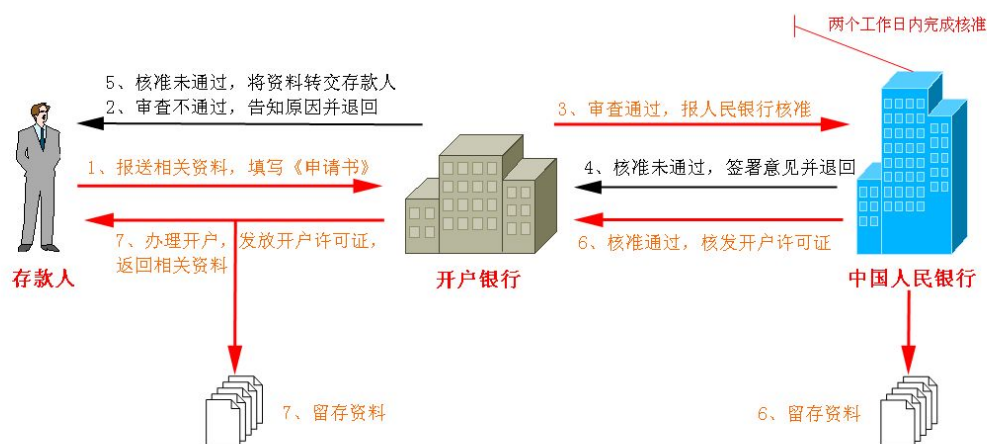 两个工作日内完成核准
5、核准未通过，将资料转交存款人
2、审查不通过，告知原因并退回
3、审查通过，报人民银行核准
1、报送相关资料，填写《申请书》
4、核准未通过，签署意见并退回
7、办理开户，发放开户许可证，
返回相关资料
6、核准通过，核发开户许可证
存款人
开户银行
中国人民银行
7、留存资料
6、留存资料